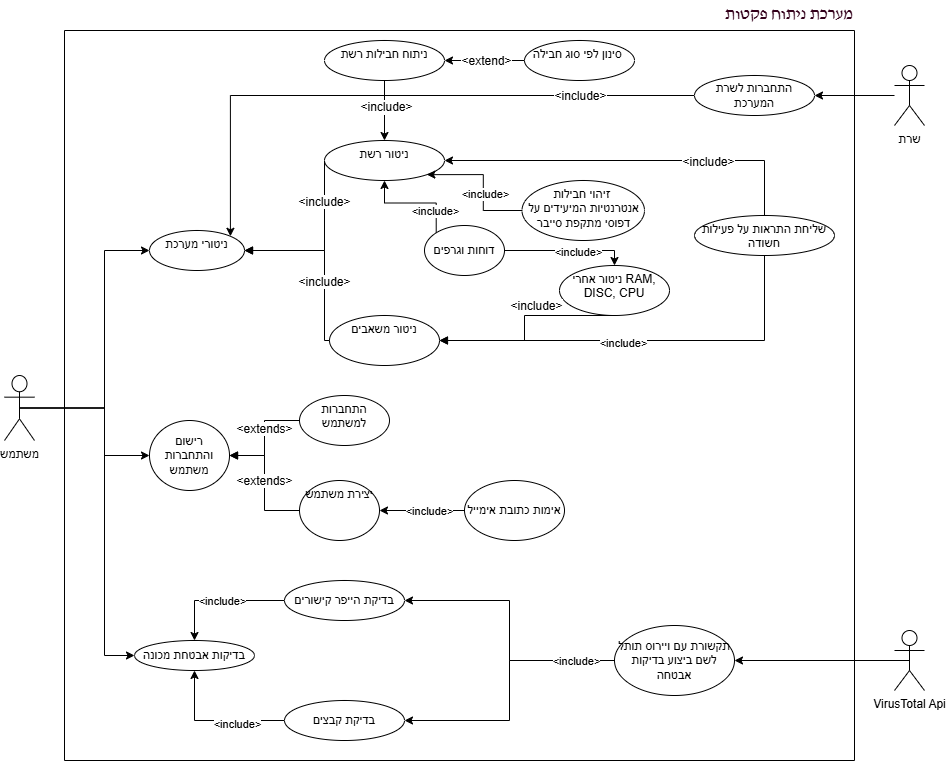 מערכת ניתוח פקטות
ניתוח חבילות רשת
<extend>
סינון לפי סוג חבילה
<include>
<include>
התחברות לשרת
המערכת
שרת
ניטור רשת
<include>
<include>
<include>
זיהוי חבילות
אנטרנטיות המיעידים על
דפוסי מתקפת סייבר
<include>
שליחת התראות על פעילות
חשודה
ניטורי מערכת
דוחות וגרפים
<include>
<include>
ניטור אחרי RAM,
DISC, CPU
<include>
ניטור משאבים
<include>
משתמש
התחברות
למשתמש
<extends>
רישום
והתחברות
משתמש
<extends>
יצירת משתמש
<include>
אימות כתובת אימייל
בדיקת הייפר קישורים
<include>
בדיקות אבטחת מכונה
<include>
תקשורת עם ויירוס תוטל
לשם ביצוע בדיקות
אבטחה
VirusTotal Api
<include>
בדיקת קבצים